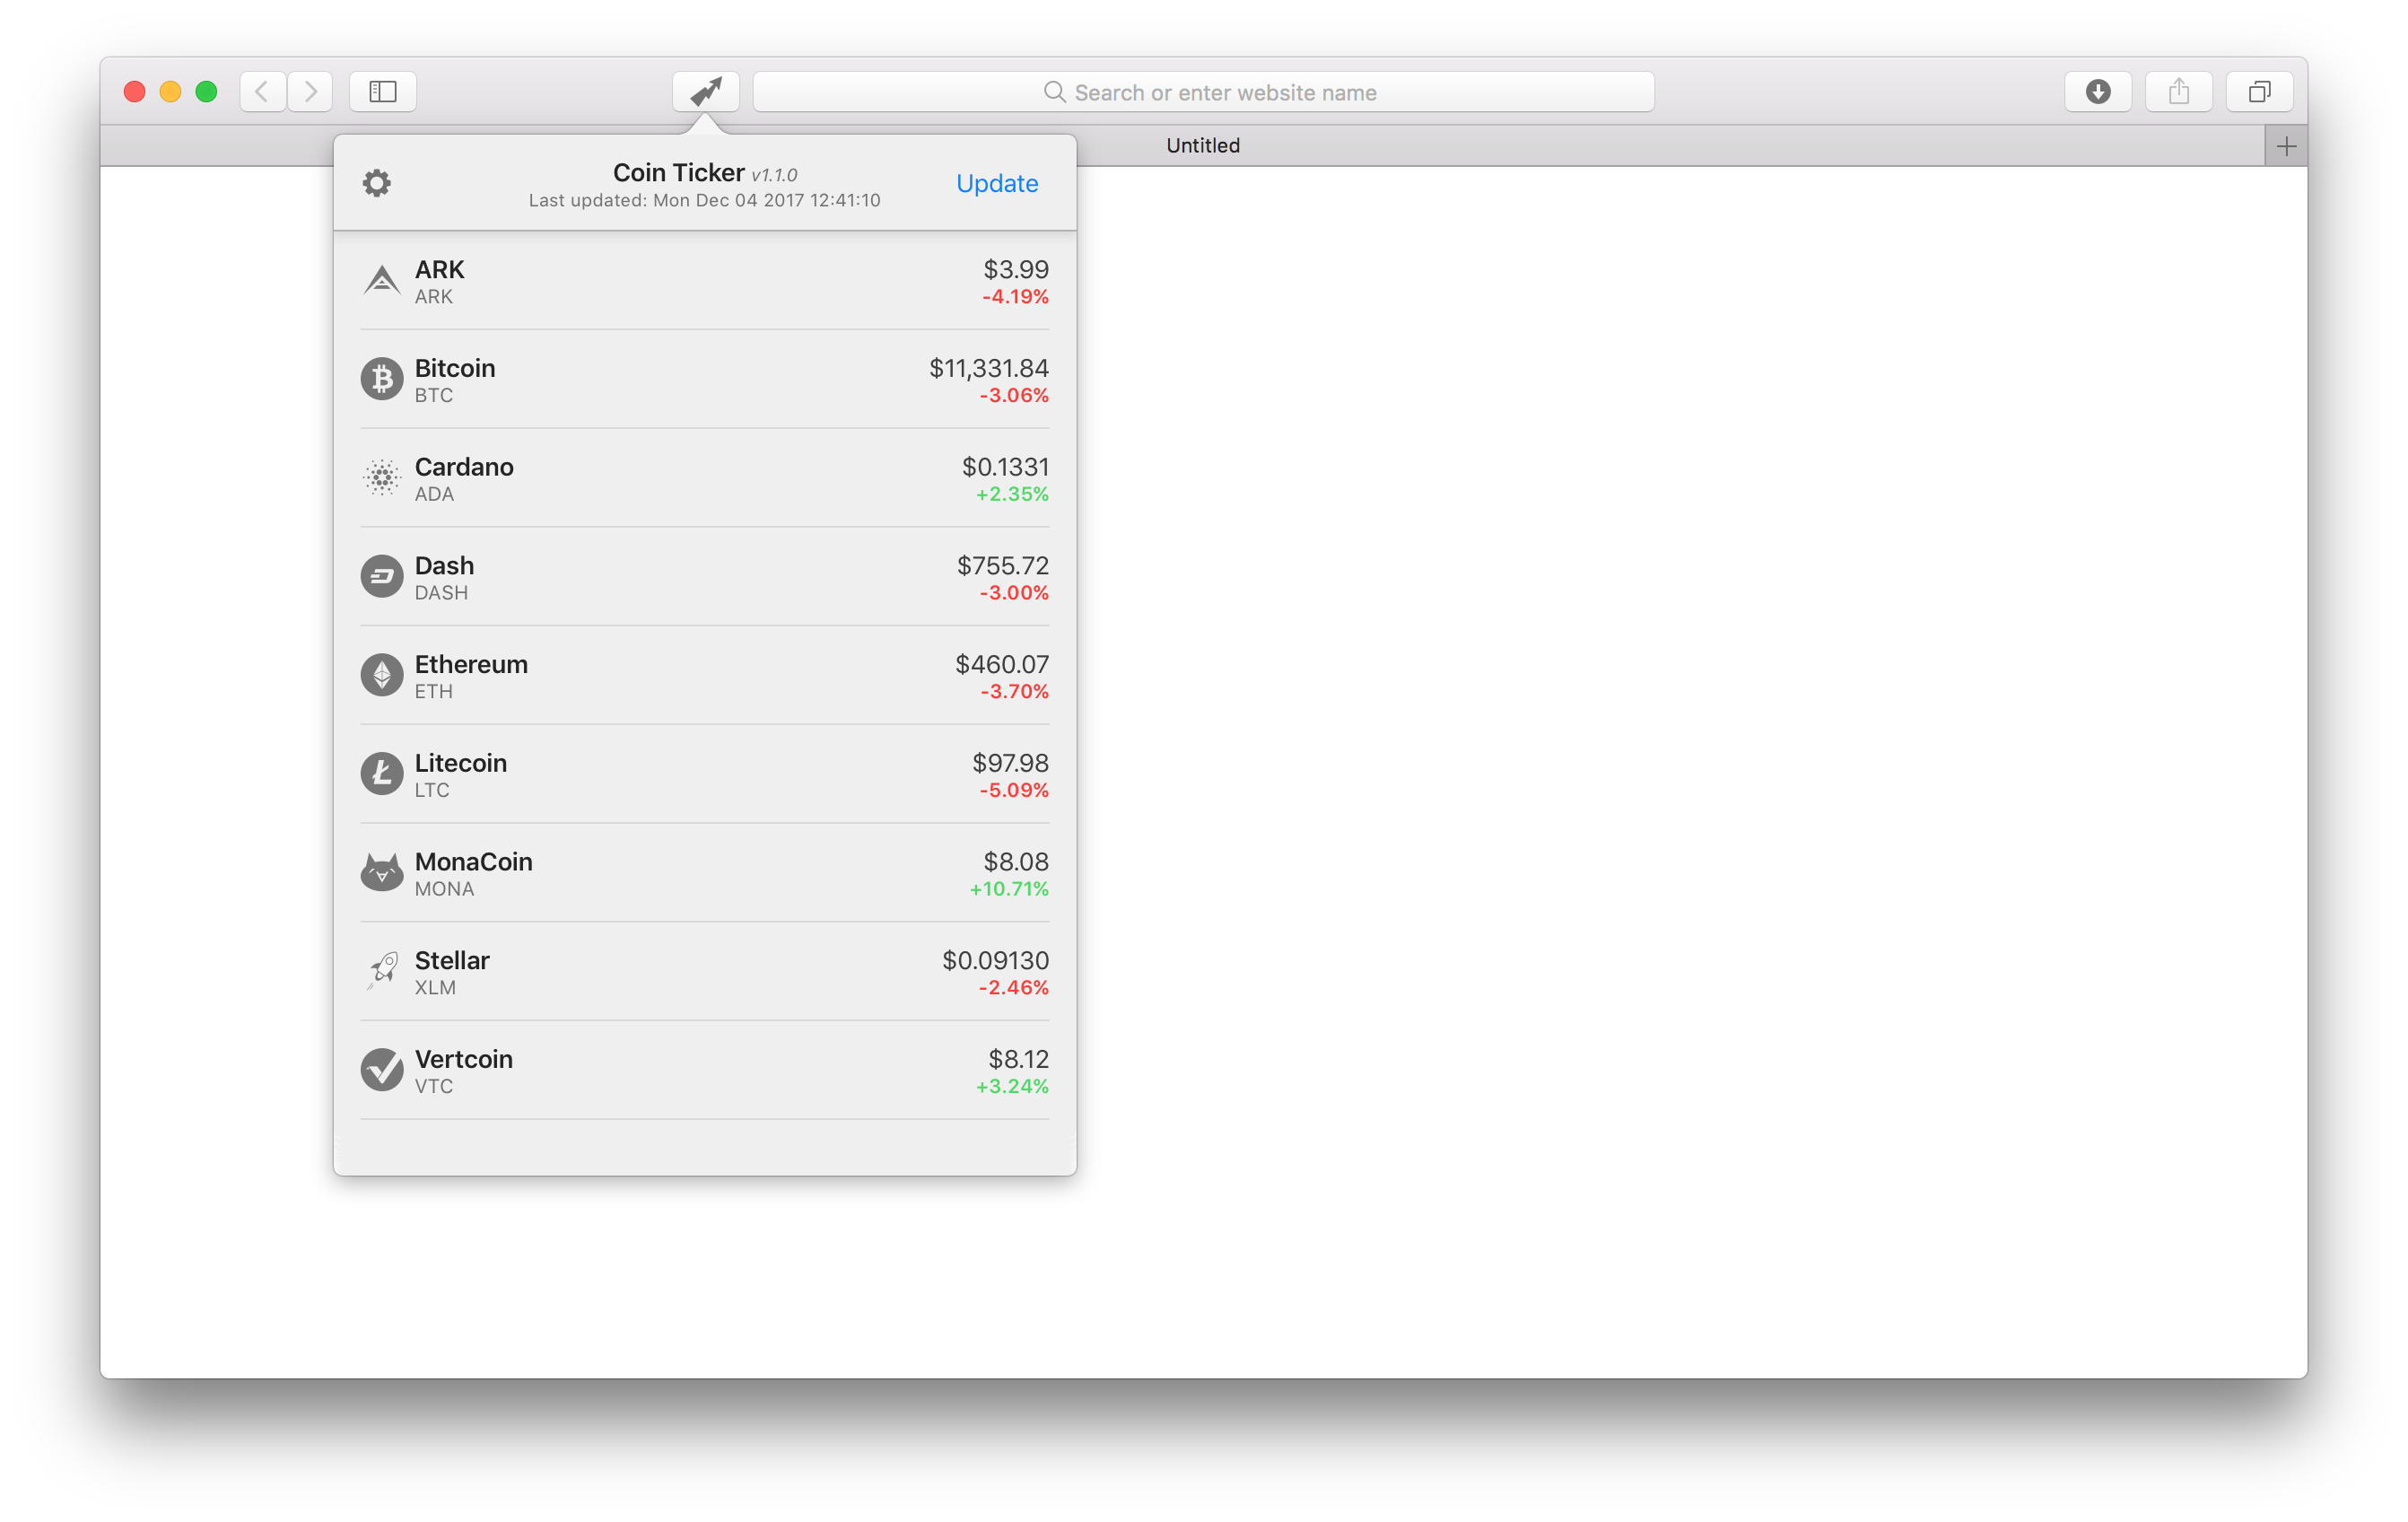 Search or enter website name
Untitled
Coin Ticker v1.1.0
Last updated: Mon Dec 04 2017 12:41:10
Update
ARK $3.99
ARK -4.19%
Bitcoin $11,331.84
BTC -3.06%
Cardano $0.1331
ADA +2.35%
Dash $755.72
DASH -3.00%
Ethereum $460.07
ETH -3.70%
Litecoin $97.98
LTC -5.09%
MonaCoin $8.08
MONA +10.71%
Stellar $0.09130
XLM -2.46%
Vertcoin $8.12
VTC +3.24%